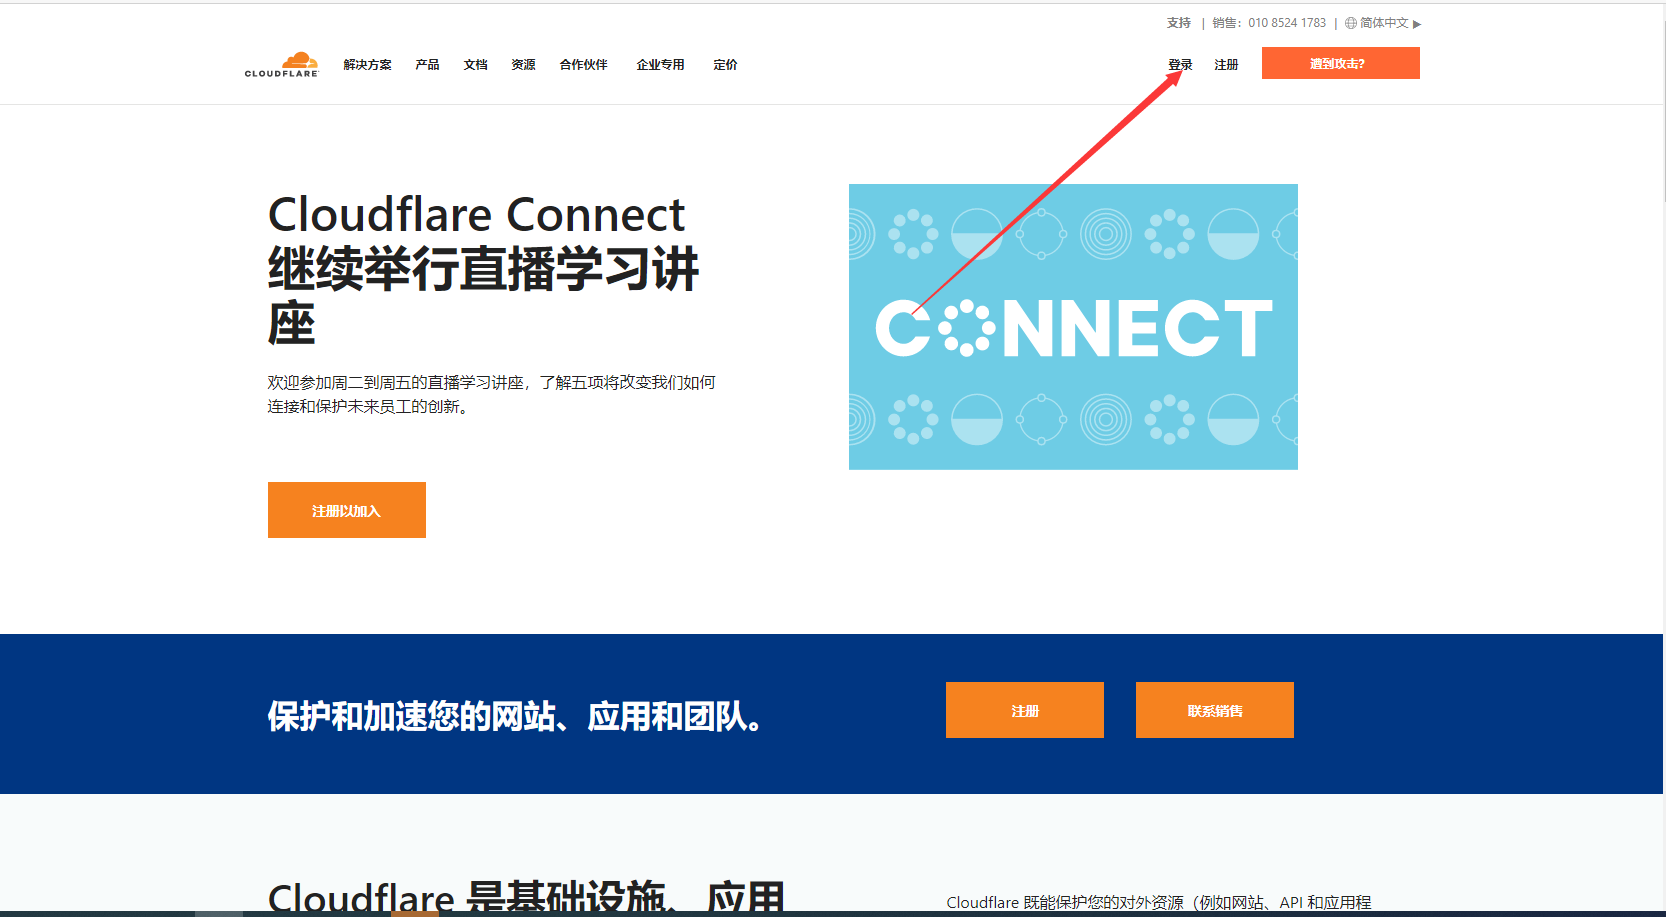 支持 | 销售：010 8524 1783 | 简体中文 ▶
CLOUDFLARE
解决方案 产品 文档 资源 合作伙伴 企业专用 定价
登录 注册 遭到攻击?
Cloudflare Connect
继续举行直播学习讲
座
欢迎参加周二到周五的直播学习讲座，了解五项将改变我们如何
连接和保护未来员工的创新。
注册以加入
CONNECT
保护和加速您的网站、应用和团队。
注册
联系销售
Cloudflare 是基础设施、应用
Cloudflare 既能保护您的对外资源（例如网站、API 和应用程